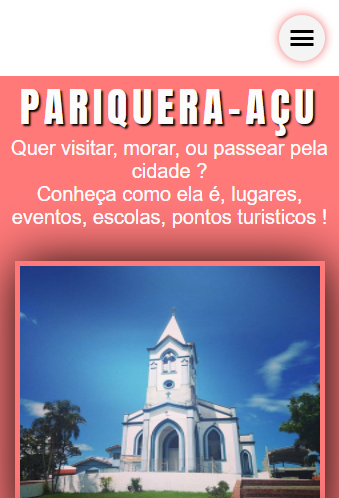 PARIQUERA-AÇU
Quer visitar, morar, ou passear pela
cidade ?
Conheça como ela é, lugares,
eventos, escolas, pontos turisticos !